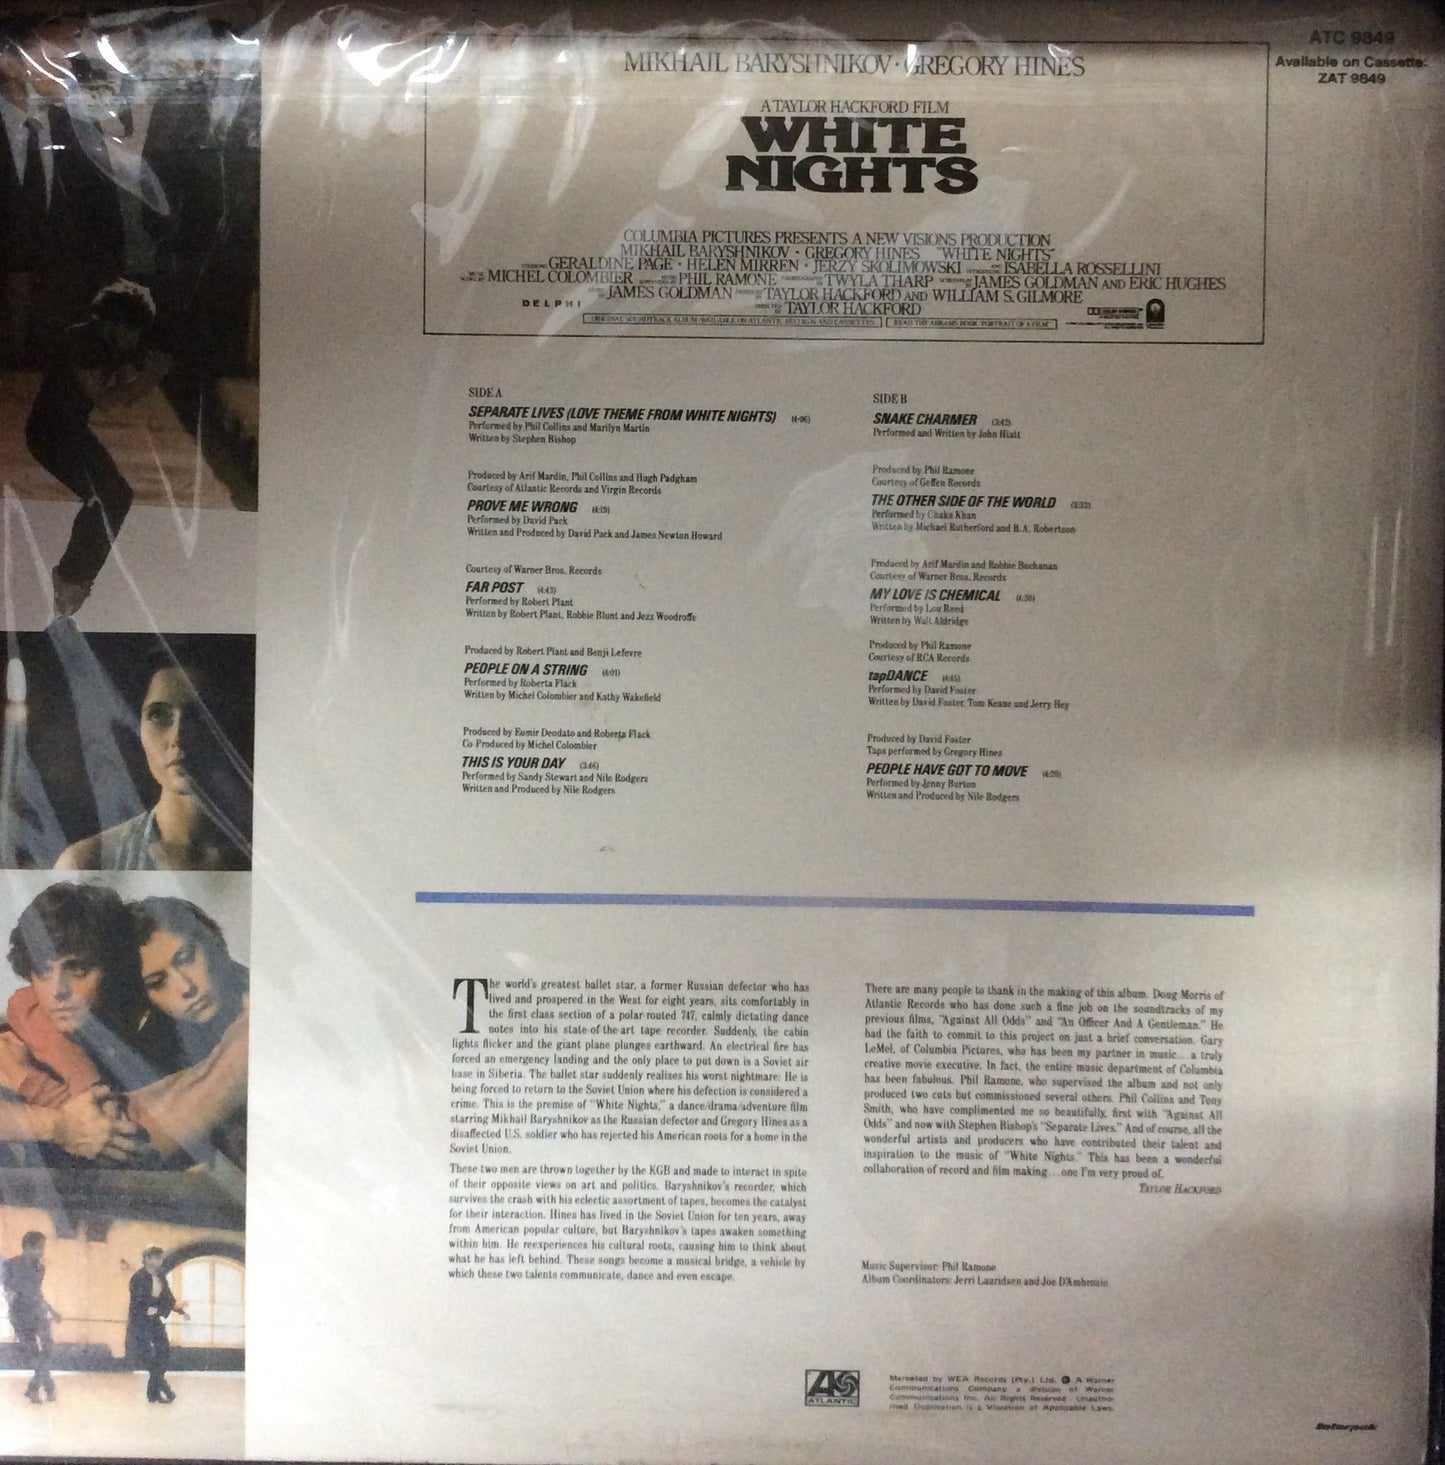 ATC 9849
Available on Cassette:
ZAT 9849
MIKHAIL BARYSHNIKOV · GREGORY HINES
A TAYLOR HACKFORD FILM
WHITE
NIGHTS
COLUMBIA PICTURES PRESENTS A NEW VISIONS PRODUCTION
MIKHAIL BARYSHNIKOV · GREGORY HINES "WHITE NIGHTS"
GERALDINE PAGE · HELEN MIRREN · JERZY SKOLIMOWSKI ISABELLA ROSSELLINI
MICHEL COLOMBIER PHIL RAMONE TWYLA THARP JAMES GOLDMAN AND ERIC HUGHES
JAMES GOLDMAN TAYLOR HACKFORD AND WILLIAM S. GILMORE
DELPHI TAYLOR HACKFORD
ORIGINAL SOUNDTRACK ALBUM AVAILABLE ON ATLANTIC RECORDS AND CASSETTES READ THE ABRAMS BOOK "PORTRAIT OF A FILM"
SIDE A
SEPARATE LIVES (LOVE THEME FROM WHITE NIGHTS) (4:06)
Performed by Phil Collins and Marilyn Martin
Written by Stephen Bishop
Produced by Arif Mardin, Phil Collins and Hugh Padgham
Courtesy of Atlantic Records and Virgin Records
PROVE ME WRONG (4:19)
Performed by David Pack
Written and Produced by David Pack and James Newton Howard
Courtesy of Warner Bros. Records
FAR POST (4:43)
Performed by Robert Plant
Written by Robert Plant, Robbie Blunt and Jezz Woodroffe
Produced by Robert Plant and Benji Lefevre
PEOPLE ON A STRING (4:01)
Performed by Roberta Flack
Written by Michel Colombier and Kathy Wakefield
Produced by Eumir Deodato and Roberta Flack
Co Produced by Michel Colombier
THIS IS YOUR DAY (3:46)
Performed by Sandy Stewart and Nile Rodgers
Written and Produced by Nile Rodgers
SIDE B
SNAKE CHARMER (3:42)
Performed and Written by John Hiatt
Produced by Phil Ramone
Courtesy of Geffen Records
THE OTHER SIDE OF THE WORLD (3:33)
Performed by Chaka Khan
Written by Michael Rutherford and B.A. Robertson
Produced by Arif Mardin and Robbie Buchanan
Courtesy of Warner Bros. Records
MY LOVE IS CHEMICAL (4:30)
Performed by Lou Reed
Written by Walt Aldridge
Produced by Phil Ramone
Courtesy of RCA Records
tapDANCE (4:45)
Performed by David Foster
Written by David Foster, Tom Keane and Jerry Hey
Produced by David Foster
Taps performed by Gregory Hines
PEOPLE HAVE GOT TO MOVE (4:20)
Performed by Jenny Burton
Written and Produced by Nile Rodgers
The world's greatest ballet star, a former Russian defector who has
lived and prospered in the West for eight years, sits comfortably in
the first class section of a polar-routed 747, calmly dictating dance
notes into his state-of-the-art tape recorder. Suddenly, the cabin
lights flicker and the giant plane plunges earthward. An electrical fire has
forced an emergency landing and the only place to put down is a Soviet air
base in Siberia. The ballet star suddenly realizes his worst nightmare: He is
being forced to return to the Soviet Union where his defection is considered a
crime. This is the premise of "White Nights," a dance/drama/adventure film
starring Mikhail Baryshnikov as the Russian defector and Gregory Hines as a
disaffected U.S. soldier who has rejected his American roots for a home in the
Soviet Union.
These two men are thrown together by the KGB and made to interact in spite
of their opposite views on art and politics. Baryshnikov's recorder, which
survives the crash with his eclectic assortment of tapes, becomes the catalyst
for their interaction. Hines has lived in the Soviet Union for ten years, away
from American popular culture, but Baryshnikov's tapes awaken something
within him. He reexperiences his cultural roots, causing him to think about
what he has left behind. These songs become a musical bridge, a vehicle by
which these two talents communicate, dance and even escape.
There are many people to thank in the making of this album. Doug Morris of
Atlantic Records who has done such a fine job on the soundtracks of my
previous films, "Against All Odds" and "An Officer And A Gentleman." He
had the faith to commit to this project on just a brief conversation. Gary
LeMel, of Columbia Pictures, who has been my partner in music...a truly
creative movie executive. In fact, the entire music department of Columbia
has been fabulous. Phil Ramone, who supervised the album and not only
produced two cuts but commissioned several others. Phil Collins and Tony
Smith, who have complimented me so beautifully, first with "Against All
Odds" and now with Stephen Bishop's "Separate Lives." And of course, all the
wonderful artists and producers who have contributed their talent and
inspiration to the music of "White Nights." This has been a wonderful
collaboration of record and film making...one I'm very proud of.
TAYLOR HACKFORD
Music Supervisor: Phil Ramone
Album Coordinators: Jerri Lauridsen and Joe D'Ambrosio
ATLANTIC
Marketed by WEA Records (Pty.) Ltd. A Warner
Communications Company a division of Warner
Communications Inc. All Rights Reserved. Unautho-
rised Duplication is a Violation of Applicable Laws.